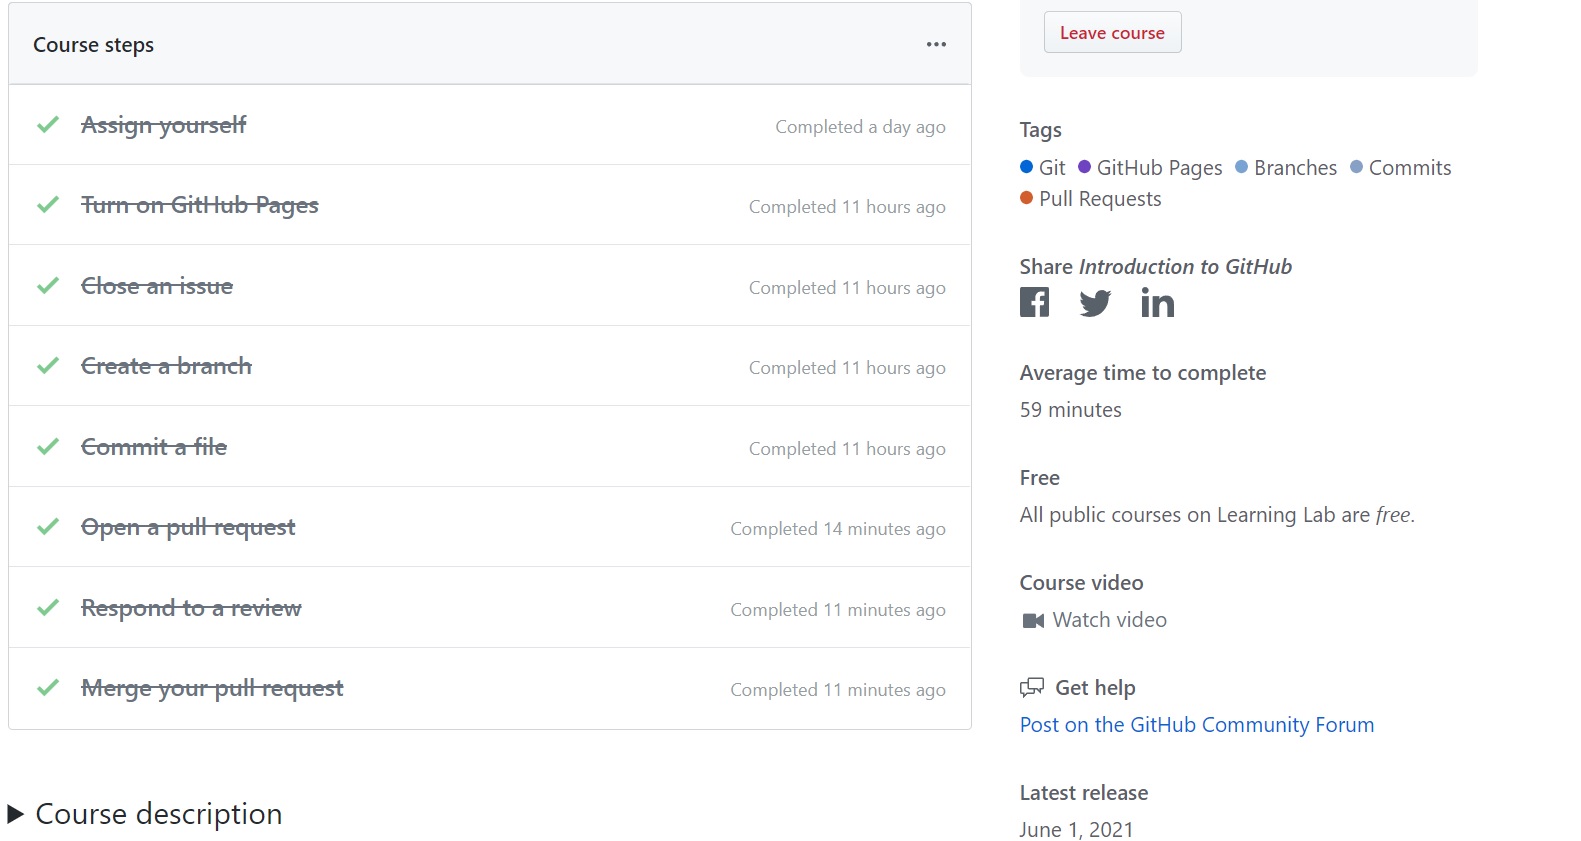 Course steps
Assign yourself
Completed a day ago
Turn on GitHub Pages
Completed 11 hours ago
Close an issue
Completed 11 hours ago
Create a branch
Completed 11 hours ago
Commit a file
Completed 11 hours ago
Open a pull request
Completed 14 minutes ago
Respond to a review
Completed 11 minutes ago
Merge your pull request
Completed 11 minutes ago
Course description
Leave course
Tags
Git GitHub Pages Branches Commits
Pull Requests
Share Introduction to GitHub
Average time to complete
59 minutes
Free
All public courses on Learning Lab are free.
Course video
Watch video
Get help
Post on the GitHub Community Forum
Latest release
June 1, 2021